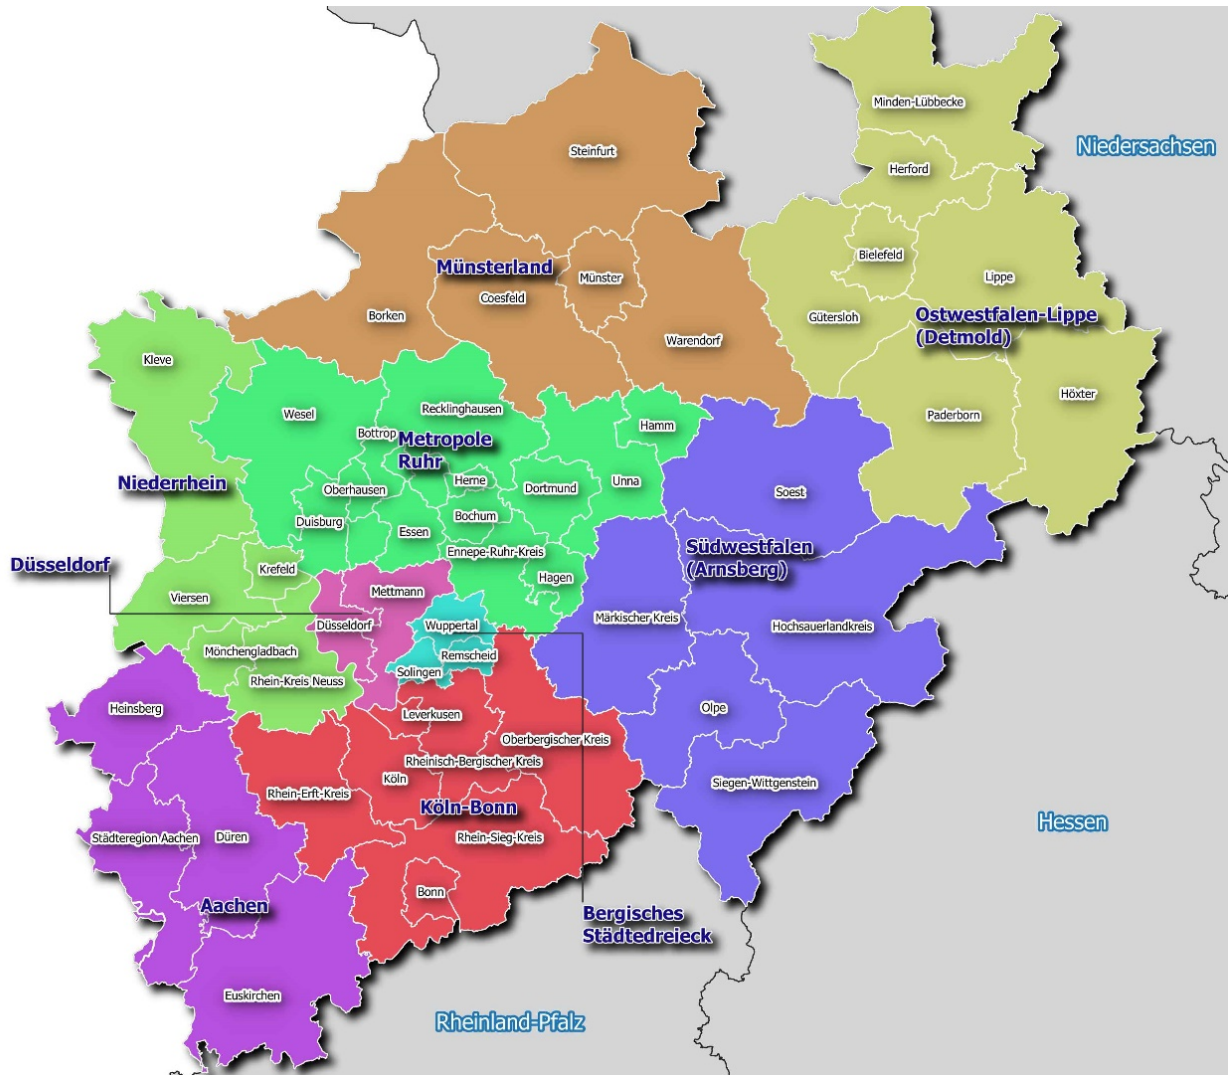 Minden-Lübbecke
Niedersachsen
Steinfurt
Herford
Bielefeld
Lippe
Münsterland
Münster
Coesfeld
Borken
Gütersloh
Ostwestfalen-Lippe
(Detmold)
Warendorf
Kleve
Höxter
Wesel
Recklinghausen
Paderborn
Bottrop
Hamm
Metropole
Ruhr
Niederrhein
Oberhausen
Herne
Dortmund
Unna
Soest
Duisburg
Essen
Bochum
Ennepe-Ruhr-Kreis
Südwestfalen
(Arnsberg)
Düsseldorf
Krefeld
Viersen
Mettmann
Hagen
Düsseldorf
Wuppertal
Märkischer Kreis
Hochsauerlandkreis
Mönchengladbach
Remscheid
Solingen
Rhein-Kreis Neuss
Heinsberg
Leverkusen
Olpe
Oberbergischer Kreis
Rheinisch-Bergischer Kreis
Köln
Siegen-Wittgenstein
Rhein-Erft-Kreis
Köln-Bonn
Hessen
Städteregion Aachen
Düren
Rhein-Sieg-Kreis
Bonn
Aachen
Bergisches
Städtedreieck
Euskirchen
Rheinland-Pfalz